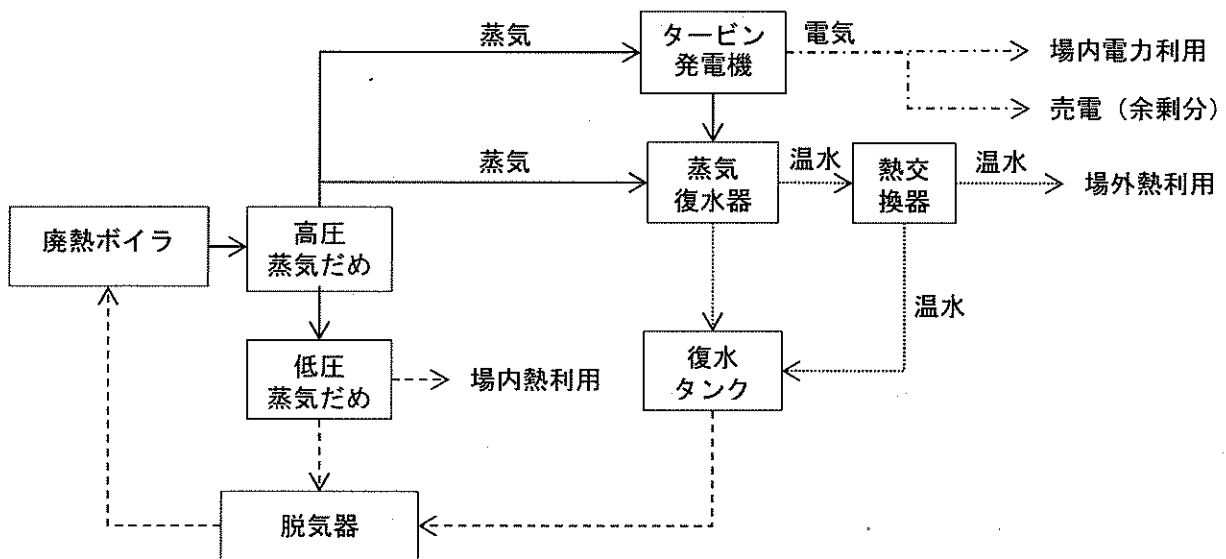 蒸気
タービン
発電機
電気
場内電力利用
売電（余剰分）
蒸気
蒸気
復水器
温水
熱交
換器
温水
場外熱利用
廃熱ボイラ
高圧
蒸気だめ
温水
低圧
蒸気だめ
場内熱利用
復水
タンク
脱気器